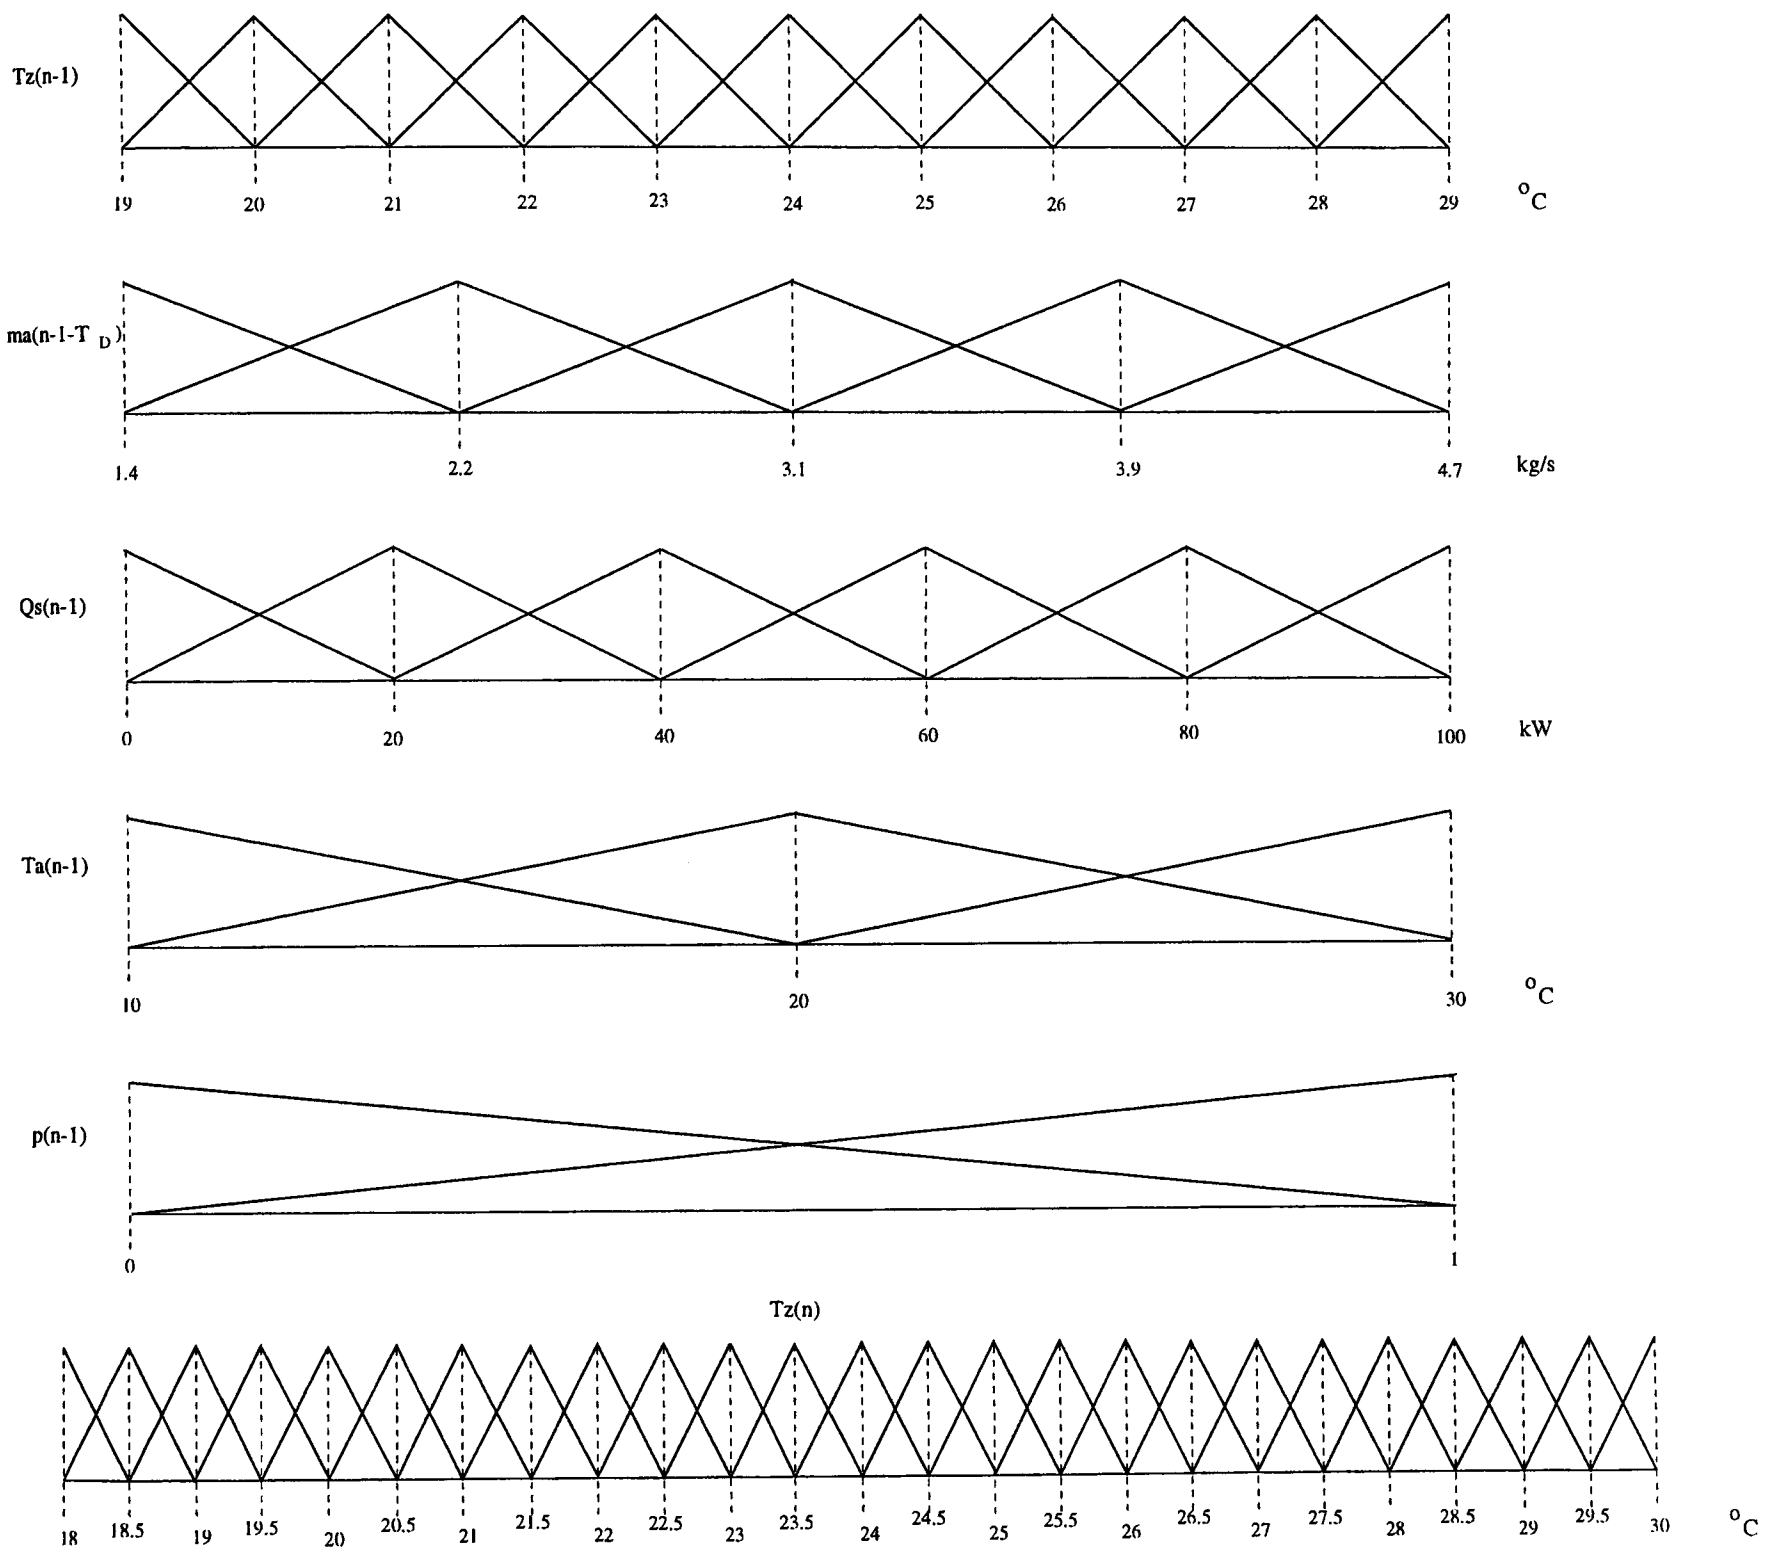 Tz(n-1)
19 20 21 22 23 24 25 26 27 28 29 °C
ma(n-1-T D )
1.4 2.2 3.1 3.9 4.7 kg/s
Qs(n-1)
0 20 40 60 80 100 kW
Ta(n-1)
10 20 30 °C
p(n-1)
0 1
Tz(n)
18 18.5 19 19.5 20 20.5 21 21.5 22 22.5 23 23.5 24 24.5 25 25.5 26 26.5 27 27.5 28 28.5 29 29.5 30 °C